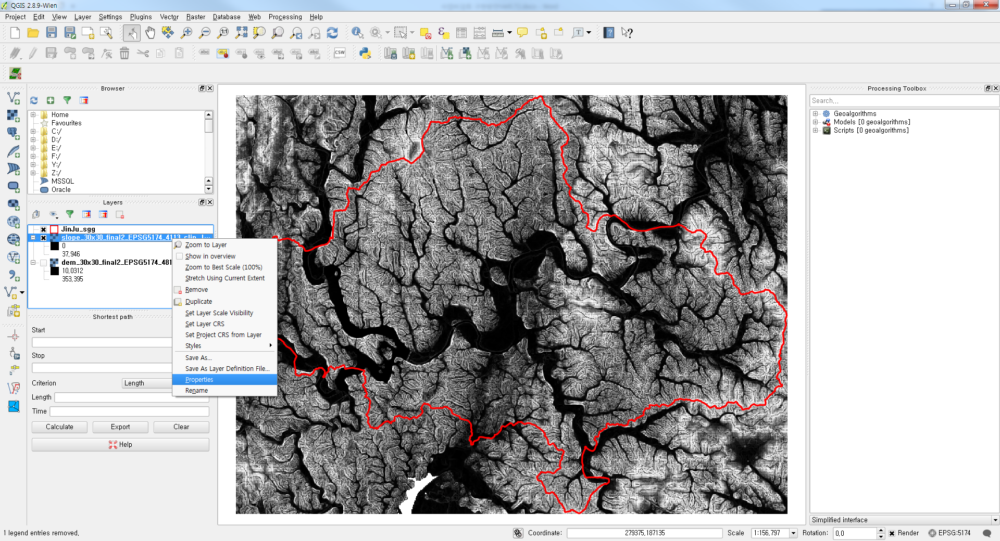 QGIS 2.8.9-Wien
Project Edit View Layer Settings Plugins Vector Raster Database Web Processing Help
Browser
Home
Favourites
C:/
D:/
E:/
F:/
Y:/
Z:/
MSSQL
Oracle
Layers
JinJu_sgg
slope_30x30_final2_EPSG5174_4113_clip_
0
37,946
dem_30x30_final2_EPSG5174_481
10,0312
353,395
Zoom to Layer
Show in overview
Zoom to Best Scale (100%)
Stretch Using Current Extent
Remove
Duplicate
Set Layer Scale Visibility
Set Layer CRS
Set Project CRS from Layer
Styles
Save As...
Save As Layer Definition File...
Properties
Rename
Shortest path
Start
Stop
Criterion Length
Length
Time
Calculate Export Clear
Help
Processing Toolbox
Search...
Geoalgorithms
Models [0 geoalgorithms]
Scripts [0 geoalgorithms]
Simplified interface
1 legend entries removed,
Coordinate: 279375,187135 Scale 1:156,797 Rotation: 0,0 Render EPSG:5174